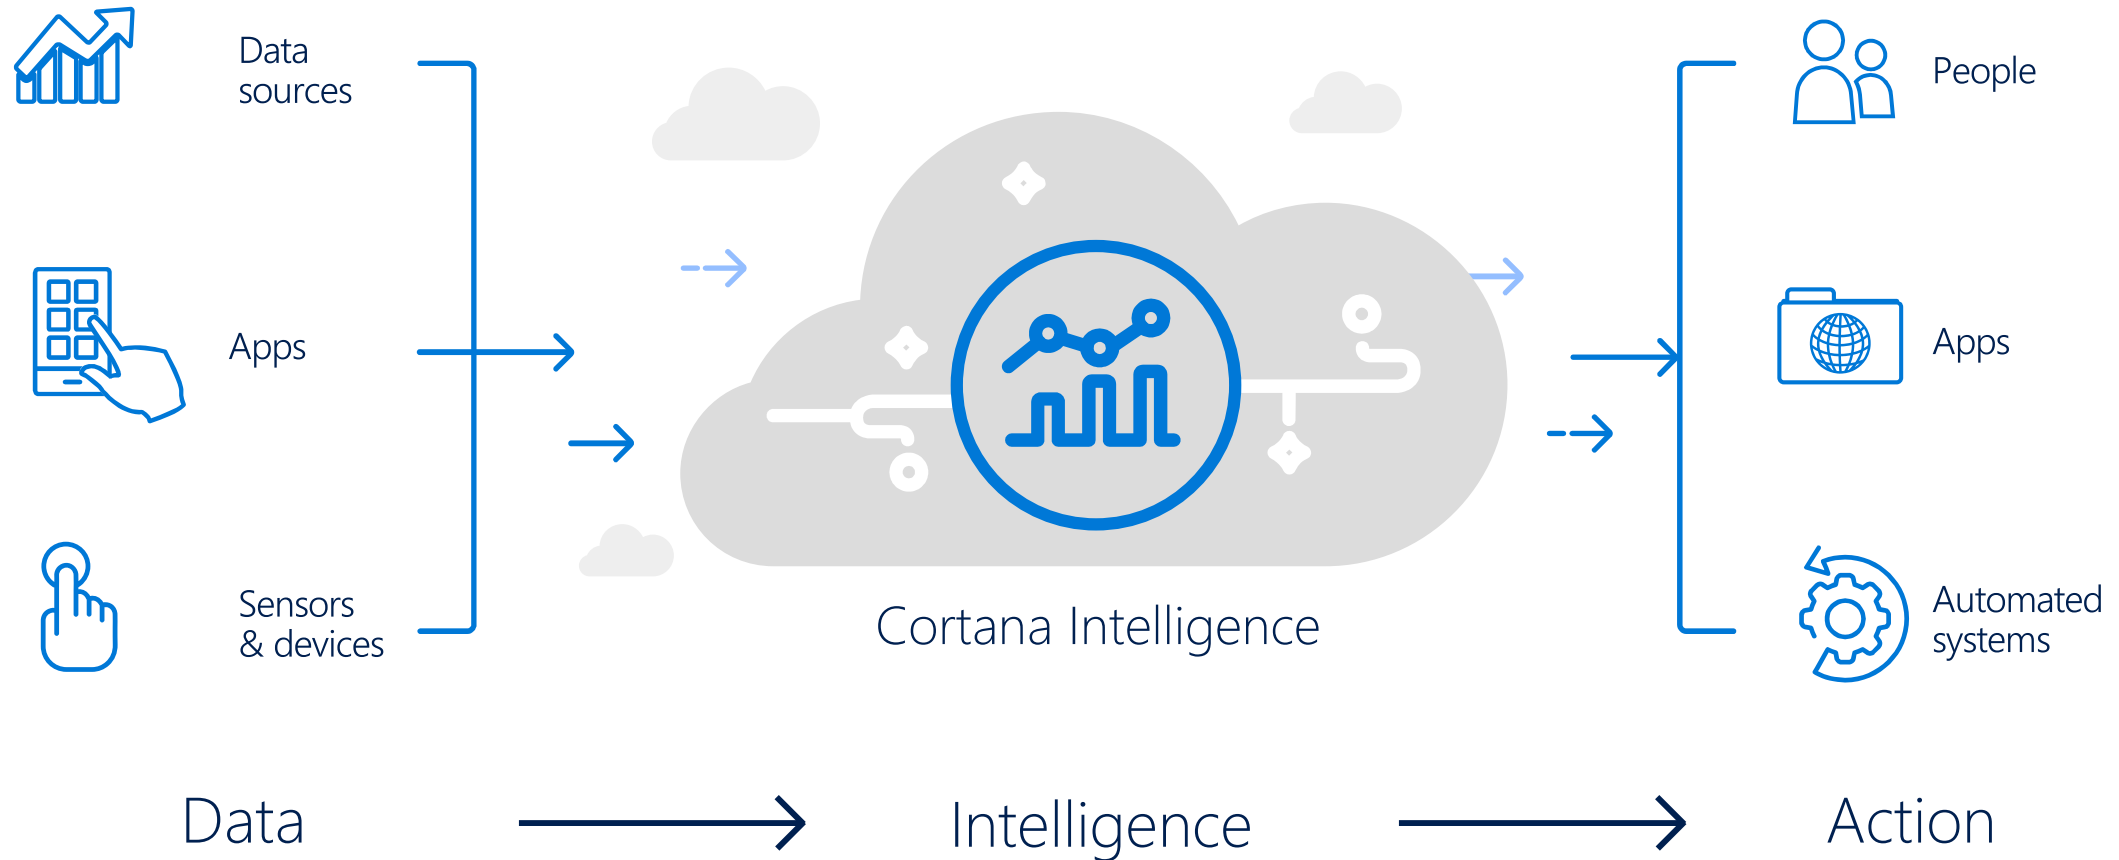 Data
sources
Apps
Sensors
& devices
Cortana Intelligence
People
Apps
Automated
systems
Data
Intelligence
Action